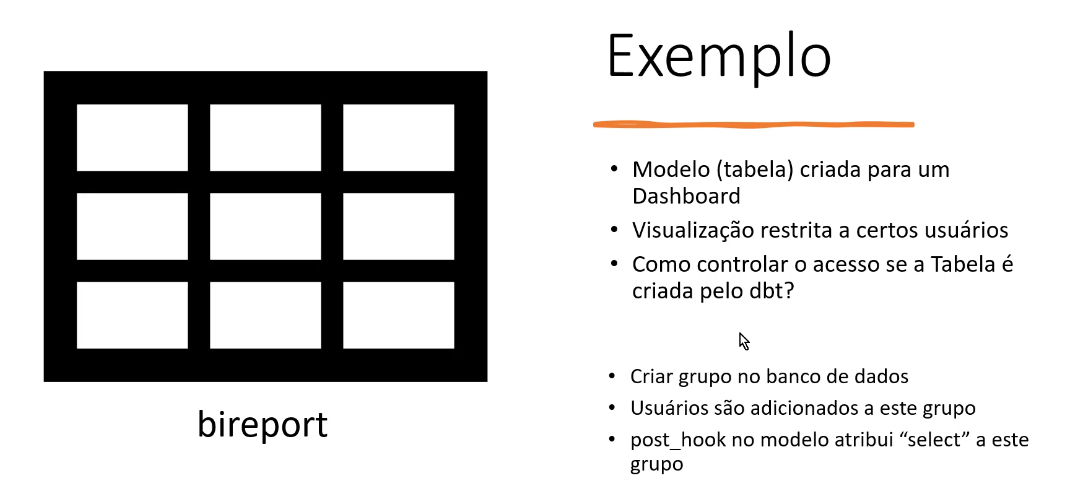 Exemplo
• Modelo (tabela) criada para um
Dashboard
• Visualização restrita a certos usuários
• Como controlar o acesso se a Tabela é
criada pelo dbt?
• Criar grupo no banco de dados
• Usuários são adicionados a este grupo
• post_hook no modelo atribui “select” a este
grupo
bireport